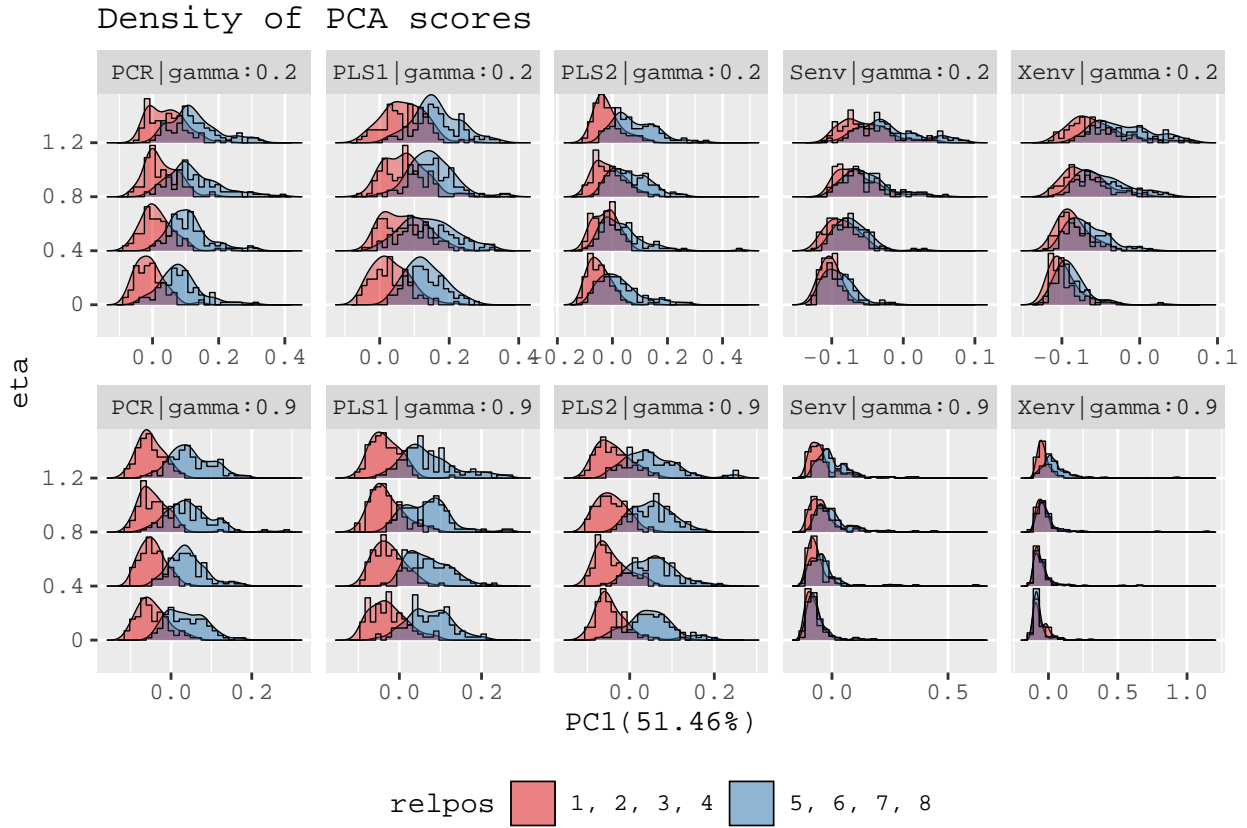 Density of PCA scores
PCR|gamma:0.2 PLS1|gamma:0.2 PLS2|gamma:0.2 Senv|gamma:0.2 Xenv|gamma:0.2
1.2
0.8
0.4
0
0.0 0.2 0.4 0.0 0.2 0.4 -0.2 0.0 0.2 0.4 -0.1 0.0 0.1 -0.1 0.0 0.1
eta
PCR|gamma:0.9 PLS1|gamma:0.9 PLS2|gamma:0.9 Senv|gamma:0.9 Xenv|gamma:0.9
1.2
0.8
0.4
0
0.0 0.2 0.0 0.2 0.0 0.2 0.0 0.5 0.0 0.5 1.0
PC1(51.46%)
relpos 1, 2, 3, 4 5, 6, 7, 8